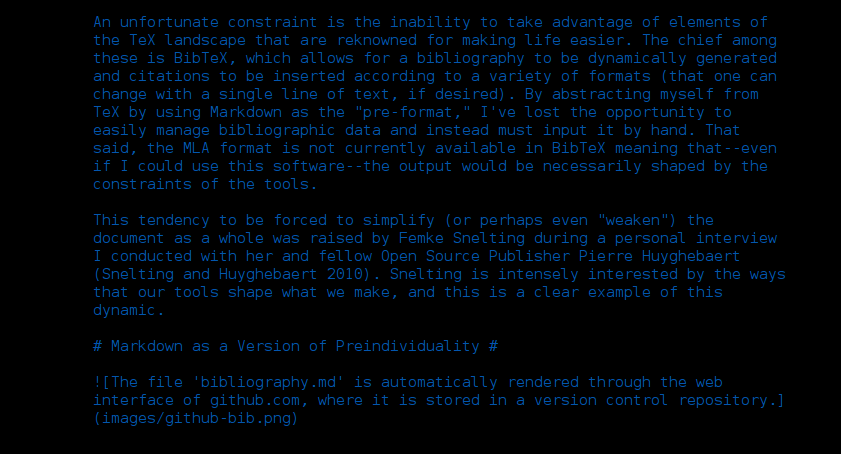 An unfortunate constraint is the inability to take advantage of elements of
the TeX landscape that are reknowned for making life easier. The chief among
these is BibTeX, which allows for a bibliography to be dynamically generated
and citations to be inserted according to a variety of formats (that one can
change with a single line of text, if desired). By abstracting myself from
TeX by using Markdown as the "pre-format," I've lost the opportunity to
easily manage bibliographic data and instead must input it by hand. That
said, the MLA format is not currently available in BibTeX meaning that--even
if I could use this software--the output would be necessarily shaped by the
constraints of the tools.

This tendency to be forced to simplify (or perhaps even "weaken") the
document as a whole was raised by Femke Snelting during a personal interview
I conducted with her and fellow Open Source Publisher Pierre Huyghebaert
(Snelting and Huyghebaert 2010). Snelting is intensely interested by the ways
that our tools shape what we make, and this is a clear example of this
dynamic.

# Markdown as a Version of Preindividuality #

![The file 'bibliography.md' is automatically rendered through the web
interface of github.com, where it is stored in a version control repository.]
(images/github-bib.png)